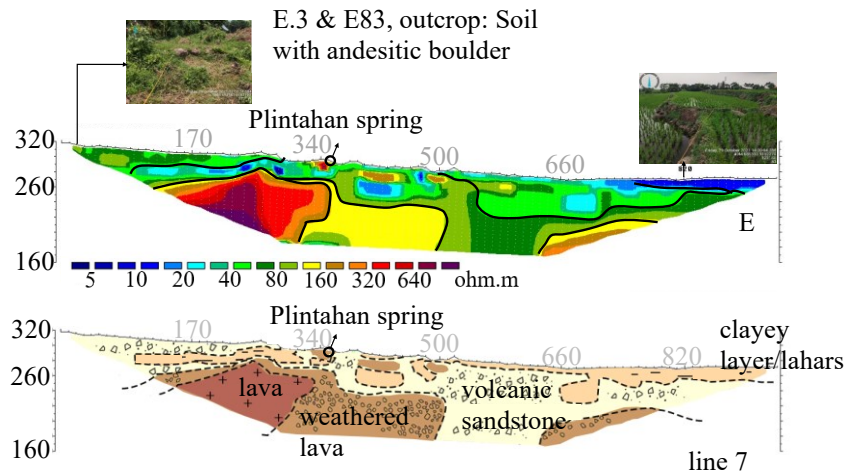 E.3 & E83, outcrop: Soil
with andesitic boulder
Plintahan spring
320
170
340
500
660
820
260
E
160
5 10 20 40 80 160 320 640 ohm.m
Plintahan spring
320
170
340
500
660
820
clayey
layer/lahars
260
lava
volcanic
sandstone
weathered
lava
160
line 7